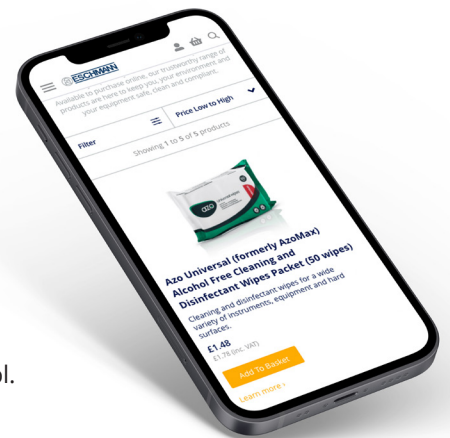 ESCHMANN
Available to purchase online, our trustworthy range of
products are here to keep you, your environment and
your equipment safe, clean and compliant.
Filter
Price Low to High
Showing 1 to 5 of 5 products
azo
Azo Universal (formerly AzoMax)
Alcohol Free Cleaning and
Disinfectant Wipes Packet (50 wipes)
Cleaning and disinfectant wipes for a wide
variety of instruments, equipment and hard
surfaces.
£1.48
£1.78 (inc. VAT)
Add To Basket
Learn more ›
ol.